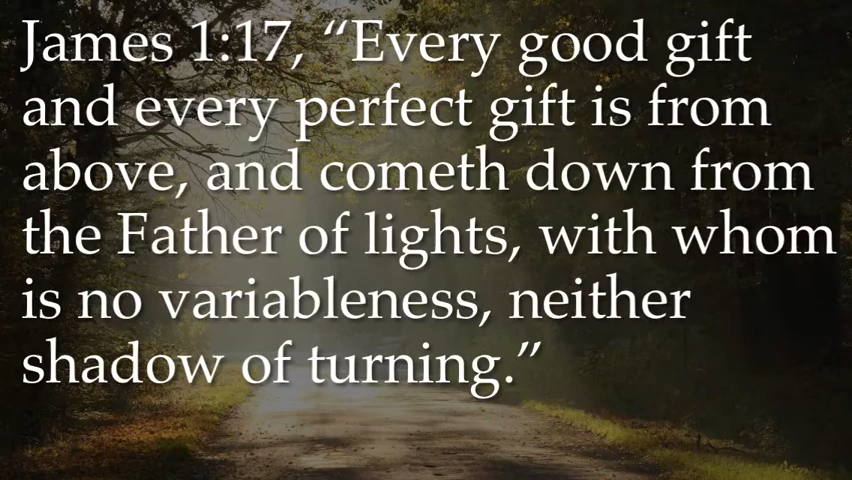 James 1:17, “Every good gift
and every perfect gift is from
above, and cometh down from
the Father of lights, with whom
is no variableness, neither
shadow of turning.”